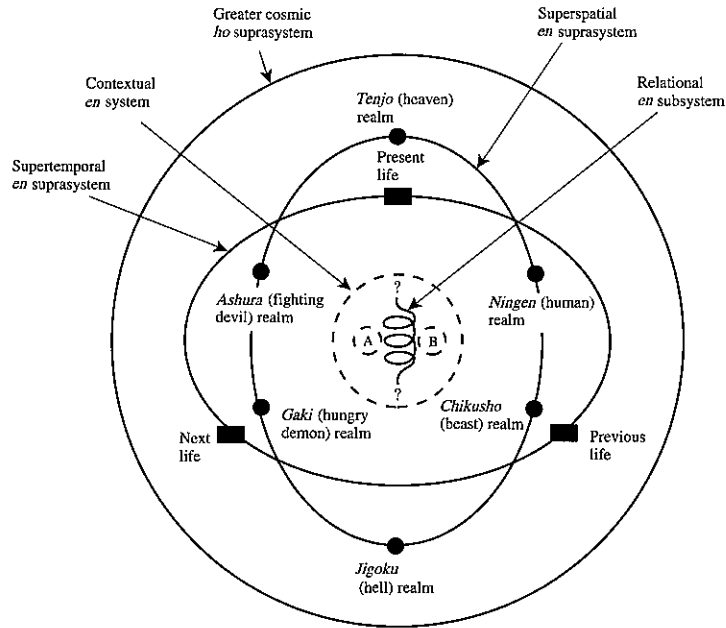 Greater cosmic
ho suprasystem
Superspatial
en suprasystem
Contextual
en system
Tenjo (heaven)
realm
Relational
en subsystem
Present
life
Supertemporal
en suprasystem
?
Ashura (fighting
devil) realm
Ningen (human)
realm
A
B
?
Gaki (hungry
demon) realm
Chikusho
(beast) realm
Next
life
Previous
life
Jigoku
(hell) realm